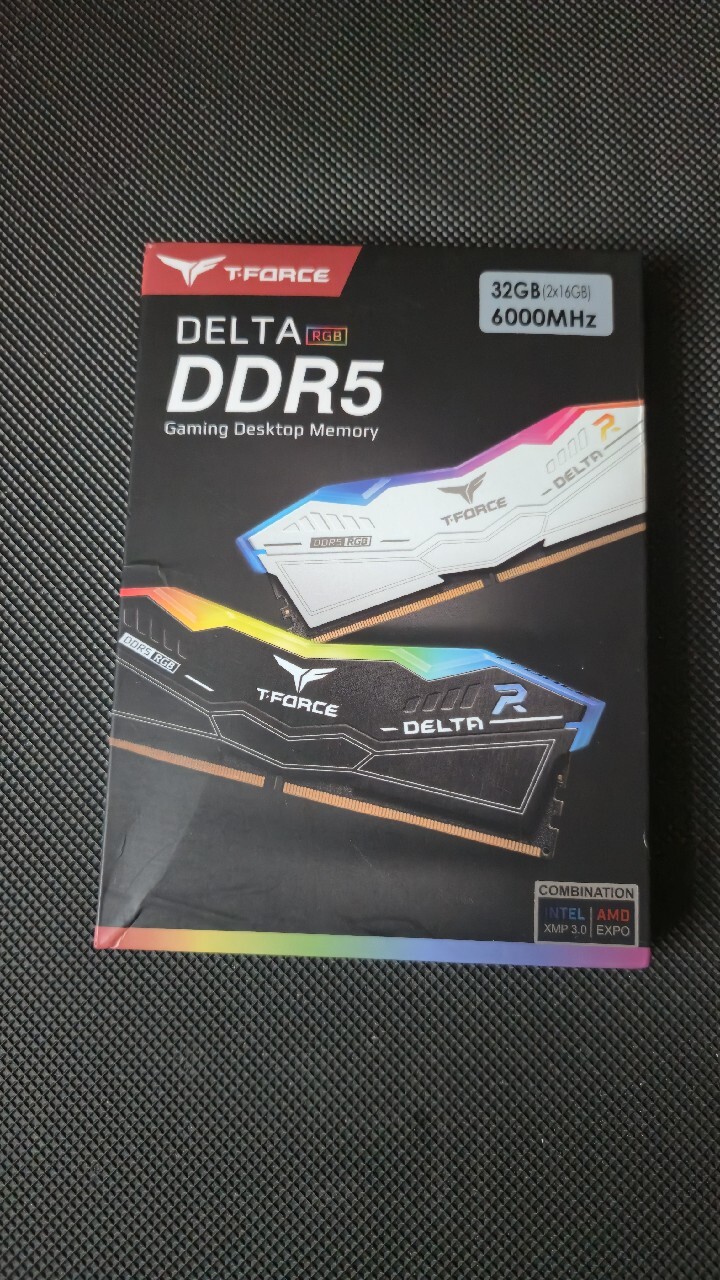 T·FORCE
32GB(2x16GB)
6000MHz
DELTA RGB
DDR5
Gaming Desktop Memory
T·FORCE
DELTA
R
DDR5 RGB
DDR5 RGB
T·FORCE
DELTA
R
COMBINATION
INTEL AMD
XMP 3.0 EXPO